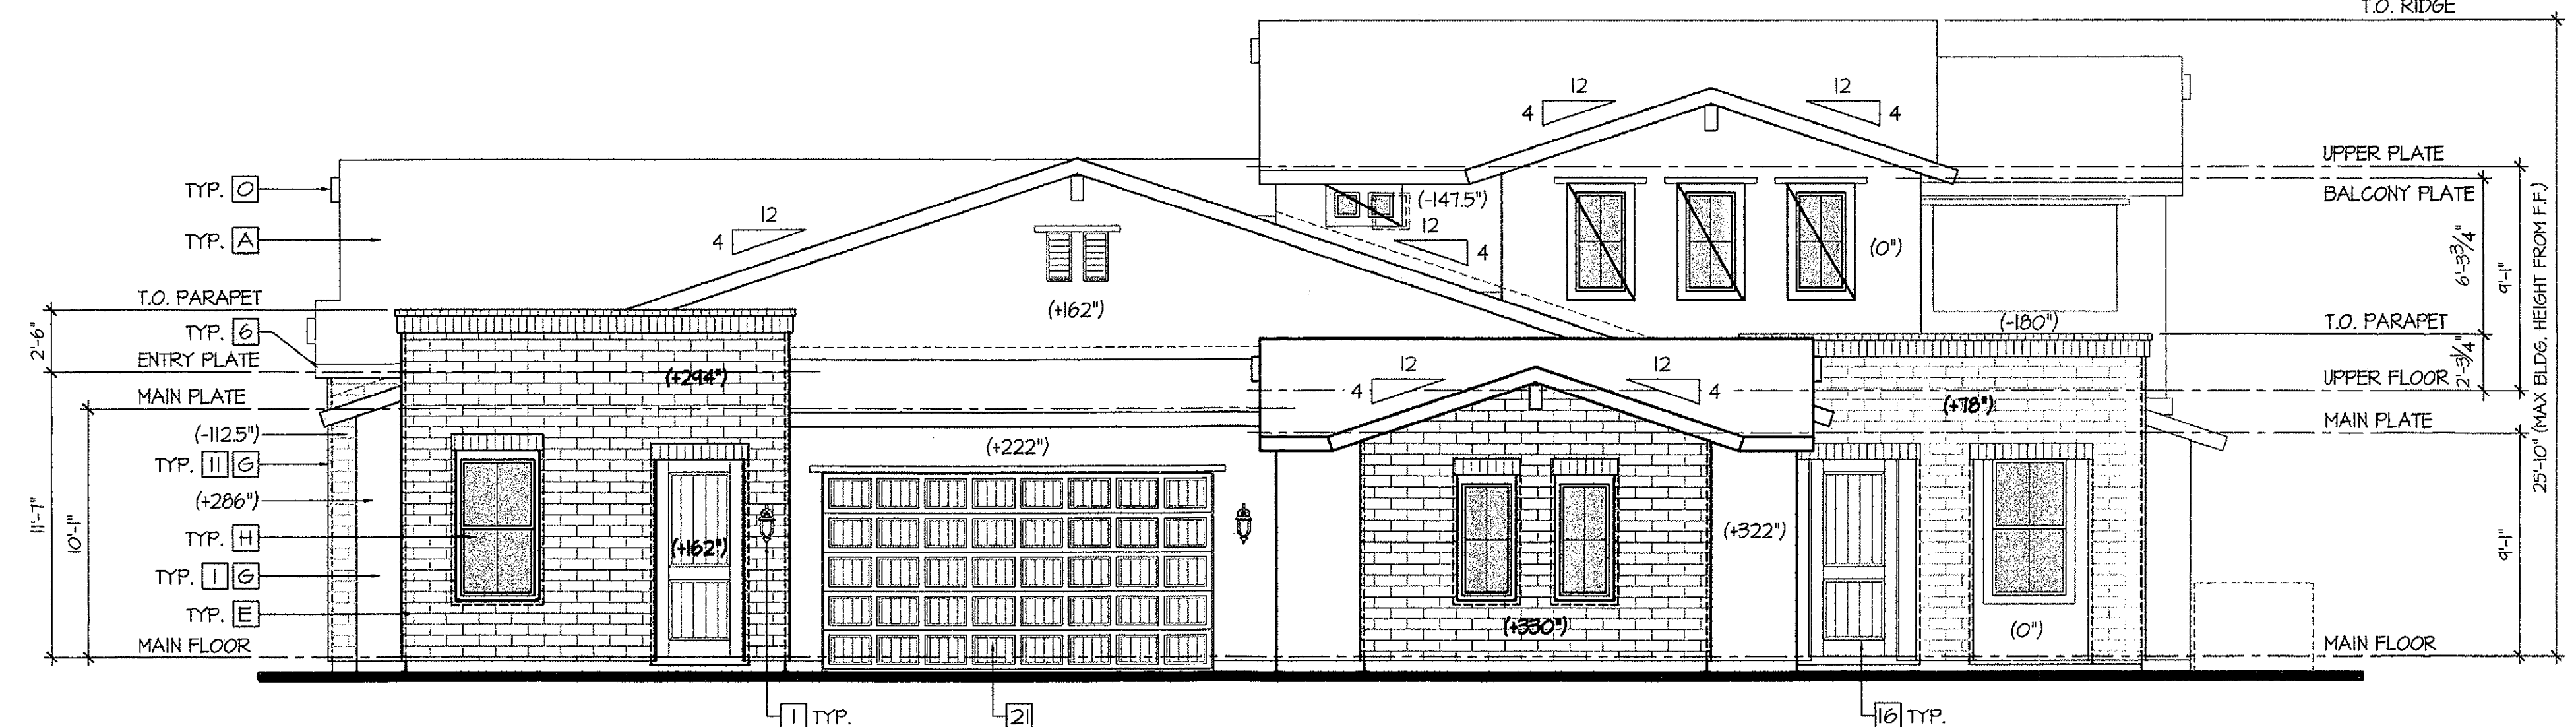 T.O. RIDGE
12
4
12
4
UPPER PLATE
BALCONY PLATE
TYP. O
TYP. A
12
4
(-147.5")
12
4
(0")
6'-3 3/4"
9'-1"
25'-10" (MAX BLDG. HEIGHT FROM F.F.)
T.O. PARAPET
(+162")
TYP. 6
2'-6"
(-180")
T.O. PARAPET
ENTRY PLATE
(+294")
12
4
12
4
2'-3 3/4"
UPPER FLOOR
MAIN PLATE
(+78")
MAIN PLATE
(-112.5")
(+222")
TYP. 11 G
(+286")
11'-7"
10'-1"
TYP. H
(+162")
(+322")
9'-1"
TYP. 1 G
TYP. E
(+330")
(0")
MAIN FLOOR
MAIN FLOOR
1 TYP.
21
16 TYP.